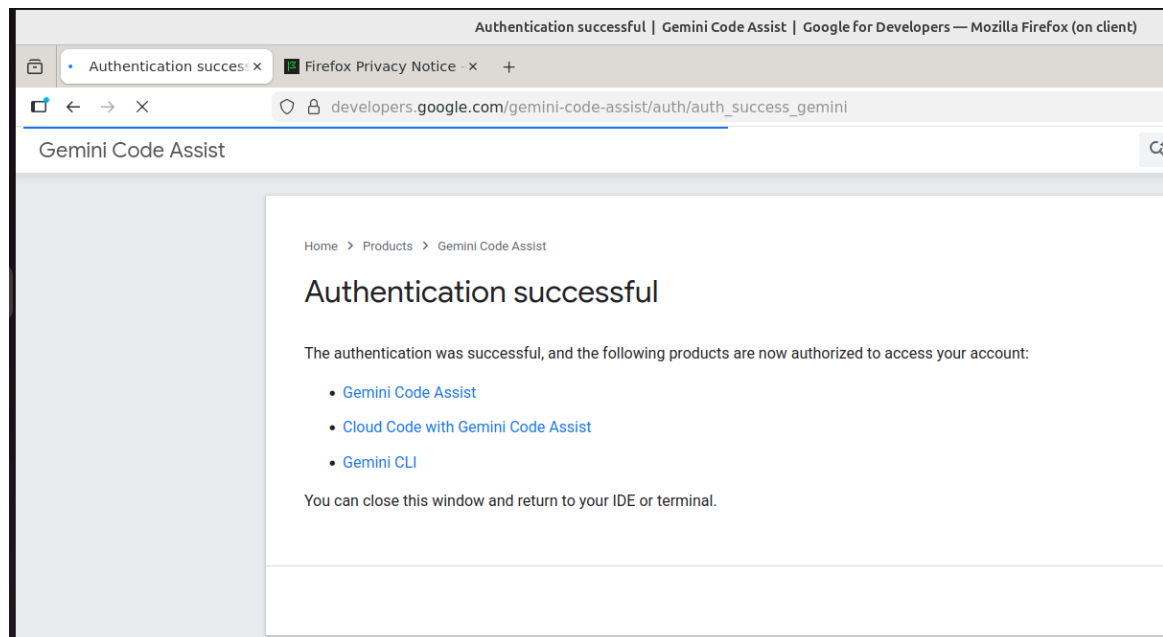 Authentication successful | Gemini Code Assist | Google for Developers — Mozilla Firefox (on client)
Authentication success
Firefox Privacy Notice -
developers.google.com/gemini-code-assist/auth/auth_success_gemini
Gemini Code Assist
Home > Products > Gemini Code Assist
Authentication successful
The authentication was successful, and the following products are now authorized to access your account:
• Gemini Code Assist
• Cloud Code with Gemini Code Assist
• Gemini CLI
You can close this window and return to your IDE or terminal.